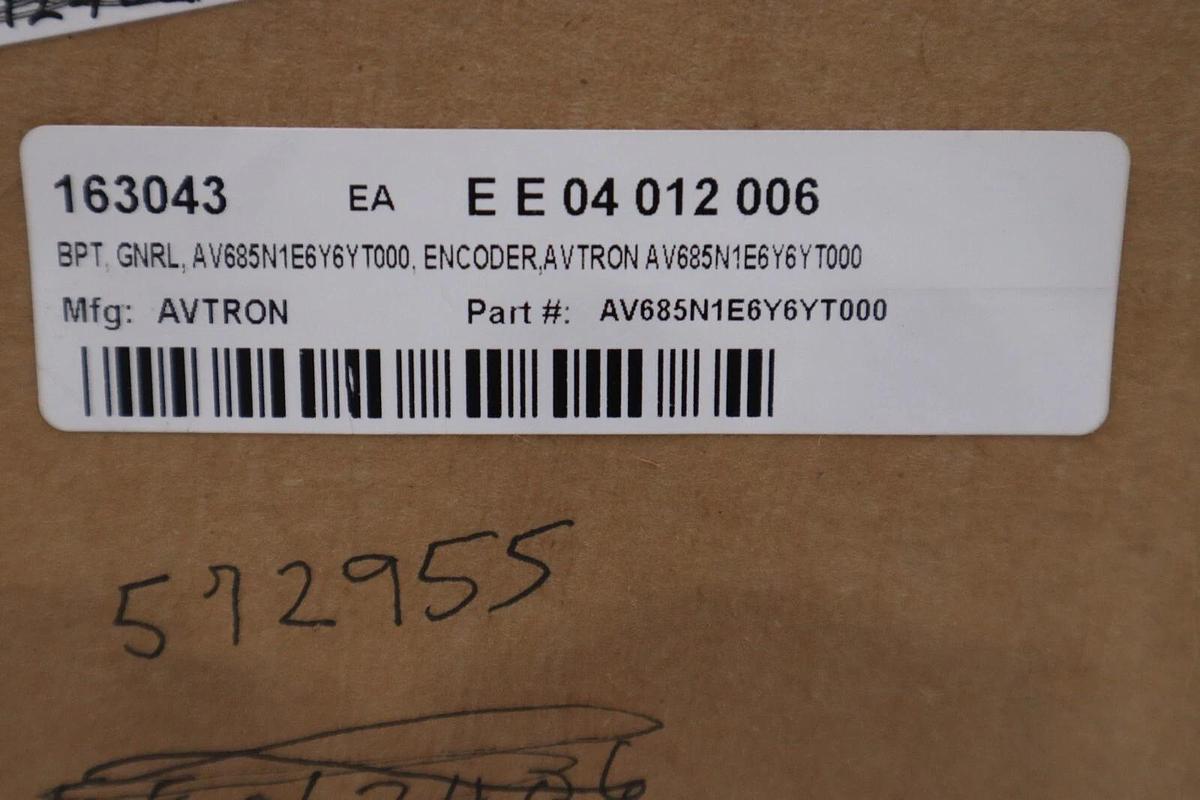 163043 EA E E 04 012 006
BPT, GNRL, AV685N1E6Y6YT000, ENCODER,AVTRON AV685N1E6Y6YT000
Mfg: AVTRON Part #: AV685N1E6Y6YT000
572955